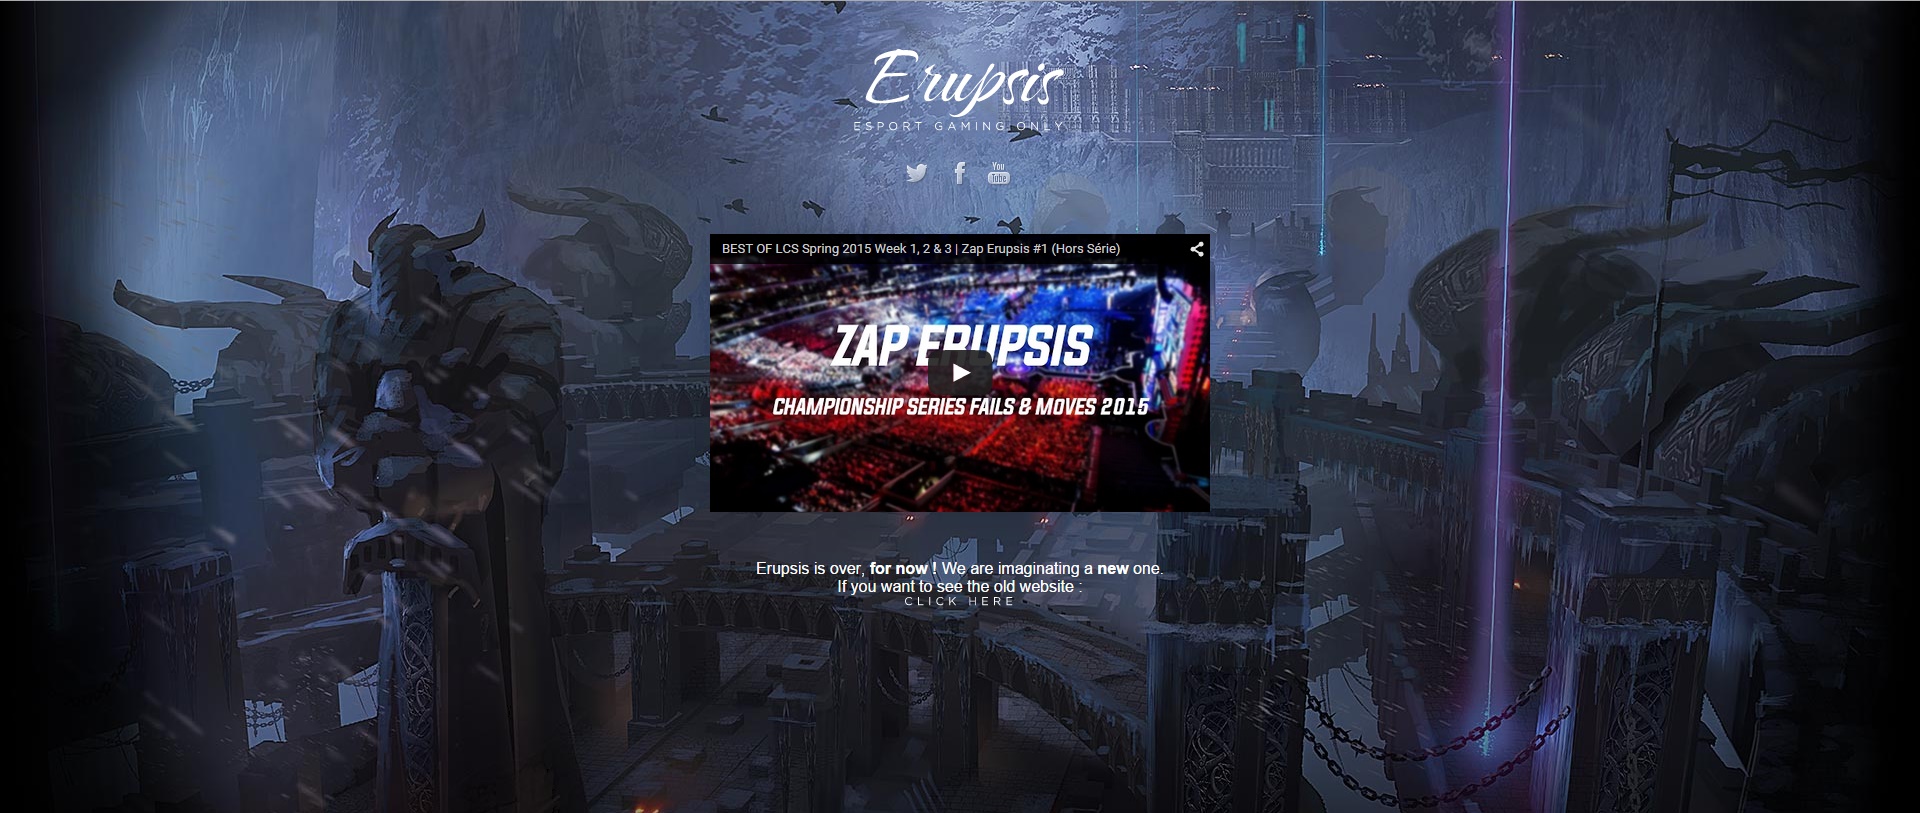 Erupsis
ESPORT GAMING ONLY
You
Tube
BEST OF LCS Spring 2015 Week 1, 2 & 3 | Zap Erupsis #1 (Hors Série)
ZAP ERUPSIS
CHAMPIONSHIP SERIES FAILS & MOVES 2015
Erupsis is over, for now ! We are imaginating a new one.
If you want to see the old website :
CLICK HERE